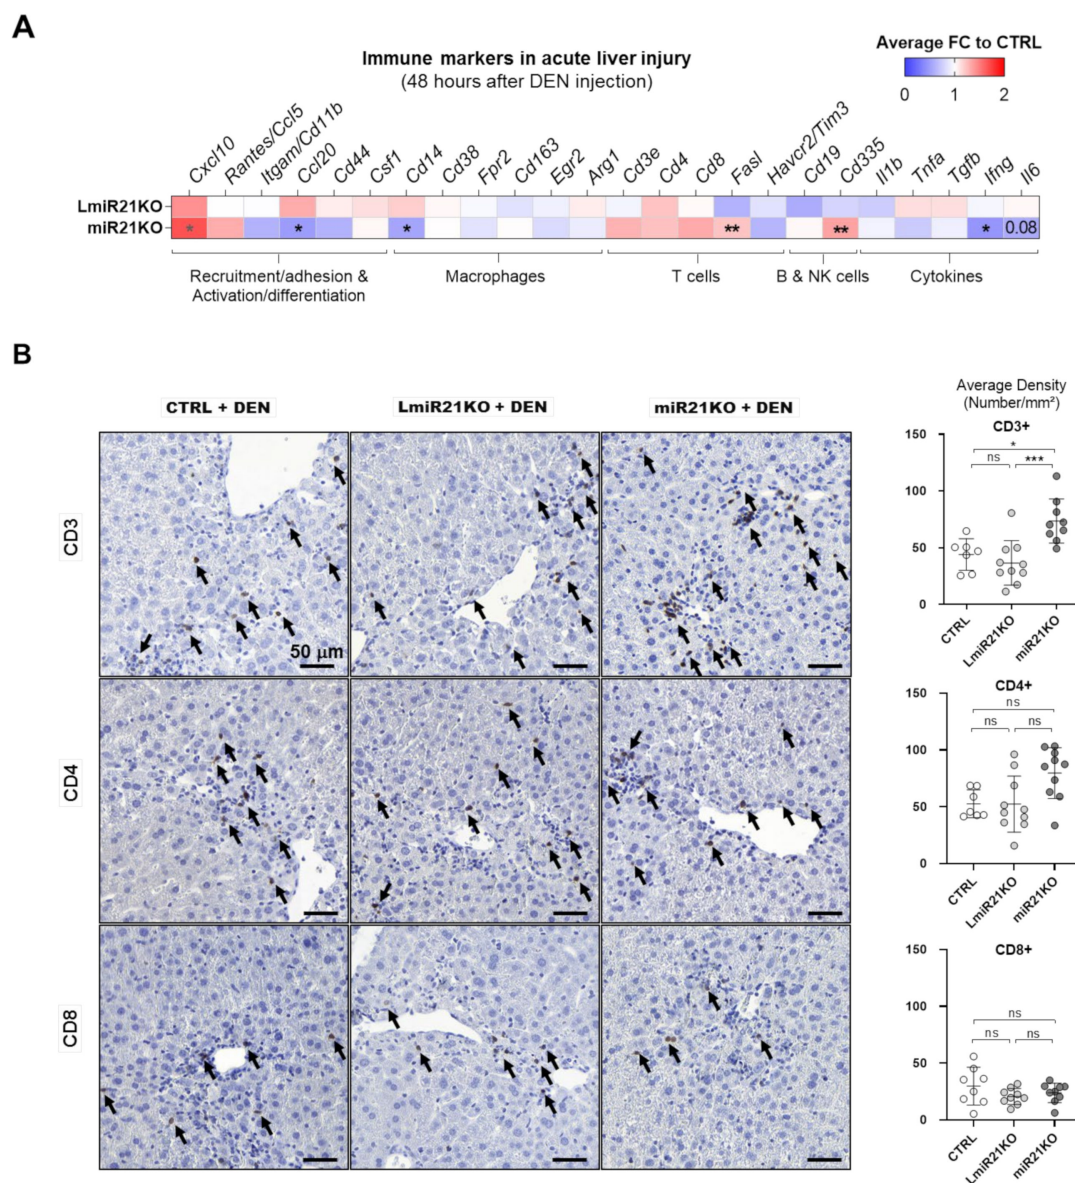 A
Immune markers in acute liver injury
(48 hours after DEN injection)
Average FC to CTRL
0 1 2
Cxcl10 Rantes/Ccl5 Itgam/Cd11b Ccl20 Cd44 Csf1 Cd14 Cd38 Fpr2 Cd163 Egr2 Arg1 Cd3e Cd4 Cd8 Fasl Havcr2/Tim3 Cd19 Cd335 Il1b Tnfa Tgfb Ifng Il6
LmiR21KO
miR21KO * * * ** ** * 0.08
Recruitment/adhesion & Macrophages T cells B & NK cells Cytokines
Activation/differentiation
B
CTRL + DEN LmiR21KO + DEN miR21KO + DEN
Average Density
(Number/mm²)
CD3
50 µm
CD3+
150
100
50
0
*
ns ***
CTRL LmiR21KO miR21KO
CD4
CD4+
150
100
50
0
ns
ns ns
CTRL LmiR21KO miR21KO
CD8
CD8+
150
100
50
0
ns
ns ns
CTRL LmiR21KO miR21KO